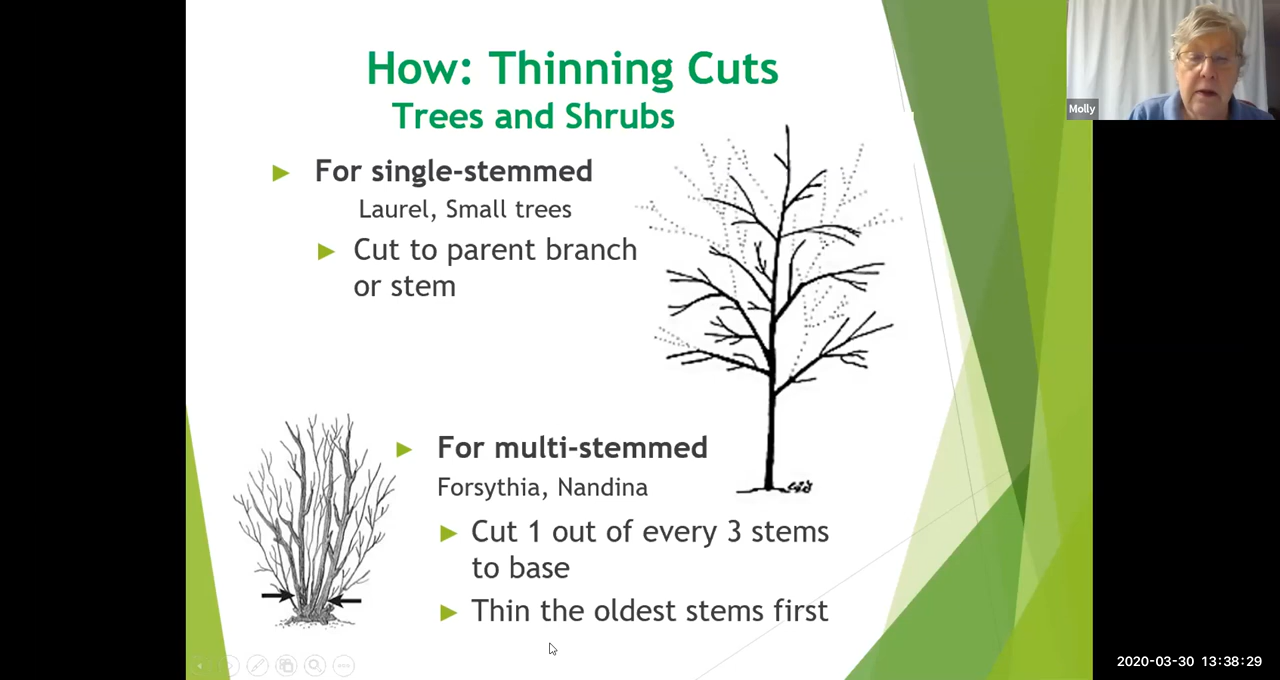 How: Thinning Cuts
Trees and Shrubs
For single-stemmed
Laurel, Small trees
Cut to parent branch
or stem
For multi-stemmed
Forsythia, Nandina
Cut 1 out of every 3 stems
to base
Thin the oldest stems first
Molly
2020-03-30 13:38:29